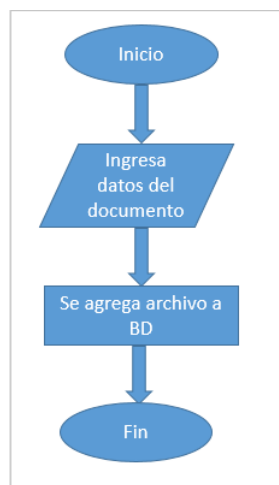 Inicio
Ingresa
datos del
documento
Se agrega archivo a
BD
Fin